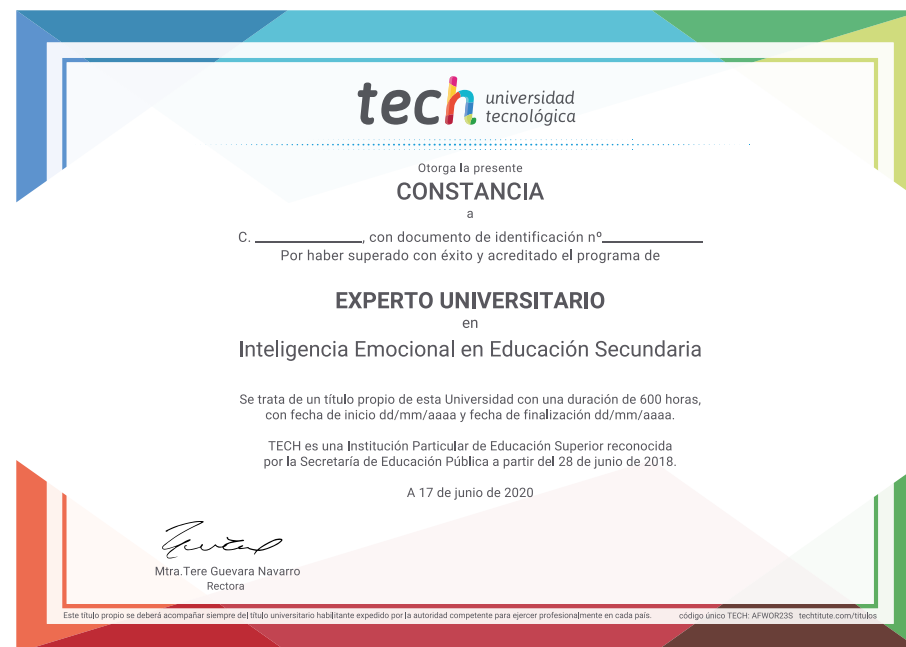 tech universidad
tecnológica
Otorga la presente
CONSTANCIA
a
C. ______________, con documento de identificación nº_____________
Por haber superado con éxito y acreditado el programa de
EXPERTO UNIVERSITARIO
en
Inteligencia Emocional en Educación Secundaria
Se trata de un título propio de esta Universidad con una duración de 600 horas,
con fecha de inicio dd/mm/aaaa y fecha de finalización dd/mm/aaaa.
TECH es una Institución Particular de Educación Superior reconocida
por la Secretaría de Educación Pública a partir del 28 de junio de 2018.
A 17 de junio de 2020
Mtra.Tere Guevara Navarro
Rectora
Este título propio se deberá acompañar siempre del título universitario habilitante expedido por la autoridad competente para ejercer profesionalmente en cada país. código único TECH: AFWOR23S techtitute.com/titulos